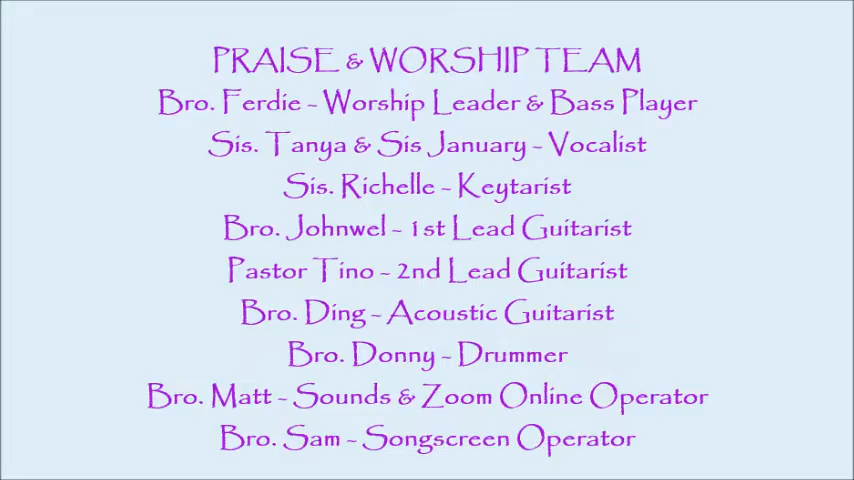 PRAISE & WORSHIP TEAM
Bro. Ferdie - Worship Leader & Bass Player
Sis. Tanya & Sis January - Vocalist
Sis. Richelle - Keytarist
Bro. Johnwel - 1st Lead Guitarist
Pastor Tino - 2nd Lead Guitarist
Bro. Ding - Acoustic Guitarist
Bro. Donny - Drummer
Bro. Matt - Sounds & Zoom Online Operator
Bro. Sam - Songscreen Operator